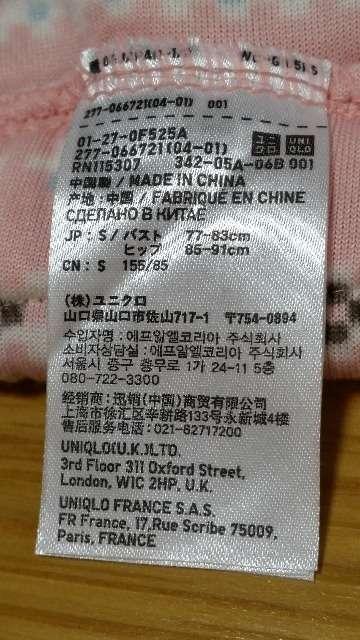 277-066721(04-01) 001
01-27-0F525A
277-066721(04-01)
ユニクロ UNIQLO
RN115307 342-05A-06B 001
中国製 / MADE IN CHINA
产地: 中国 / FABRIQUE EN CHINE
СДЕЛАНО В КИТАЕ
JP: S / バスト 77-83cm
ヒップ 85-91cm
CN: S 155/85
(株)ユニクロ
山口県山口市佐山717-1 〒754-0894
수입자명 : 에프알엘코리아 주식회사
소비자상담실: 에프알엘코리아 주식회사
서울시 중구 충무로 1가 24-11 5층
080-722-3300
经销商: 迅销(中国)商贸有限公司
上海市徐汇区辛耕路133号永新城4楼
售后服务电话: 021-62717200
UNIQLO(U.K.)LTD.
3rd Floor 311 Oxford Street,
London, W1C 2HP, U.K.
UNIQLO FRANCE S.A.S.
FR France, 17,Rue Scribe 75009,
Paris, FRANCE